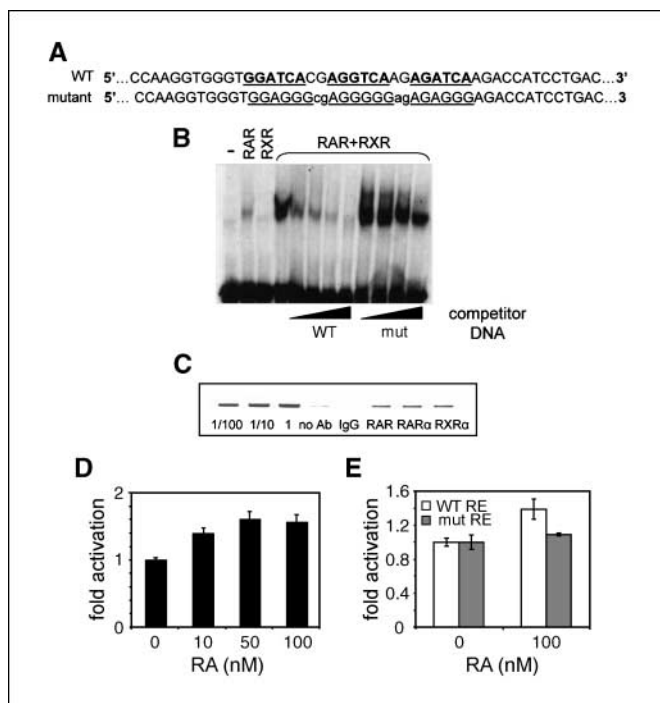 A
WT 5'...CCAAGGTGGGTGGATCACGAGGTCAAGAGATCAAGACCATCCTGAC...3'
mutant 5'... CCAAGGTGGGTGGAGGGcgAGGGGGagAGAGGGAGACCATCCTGAC...3
B
- RAR RXR RAR+RXR
WT mut competitor DNA
C
1/100 1/10 1 no Ab IgG RAR RARα RXRα
D
fold activation
2
1
0
0 10 50 100
RA (nM)
E
fold activation
1.6
1.2
0.8
0.4
0
WT RE
mut RE
0 100
RA (nM)